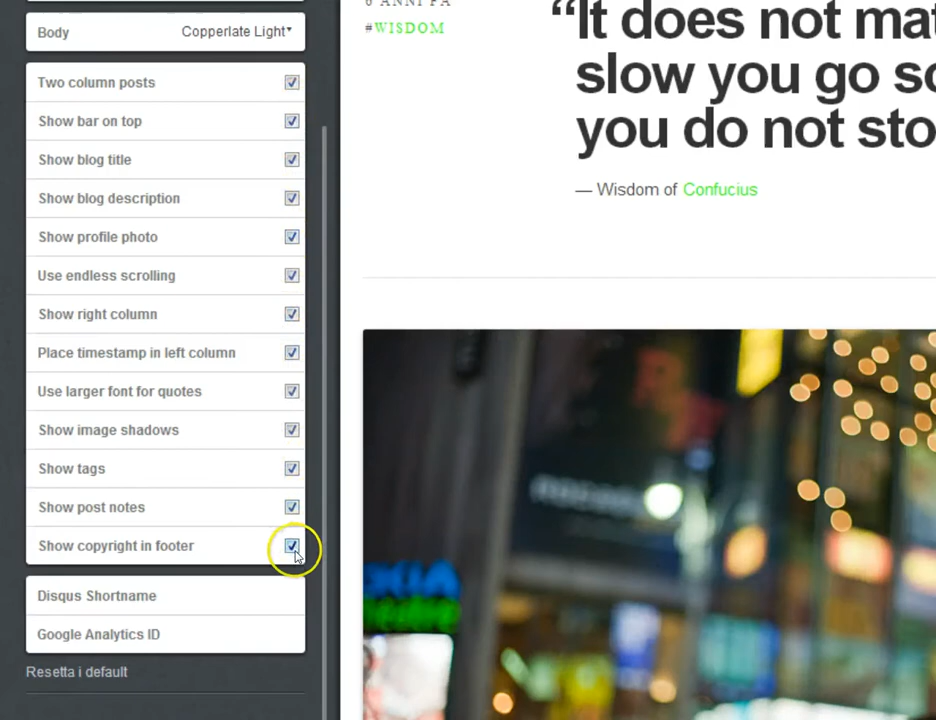 Body Copperlate Light
Two column posts
Show bar on top
Show blog title
Show blog description
Show profile photo
Use endless scrolling
Show right column
Place timestamp in left column
Use larger font for quotes
Show image shadows
Show tags
Show post notes
Show copyright in footer
Disqus Shortname
Google Analytics ID
Resetta i default
6 ANNI FA
#WISDOM
“It does not mat
slow you go so
you do not sto
— Wisdom of Confucius